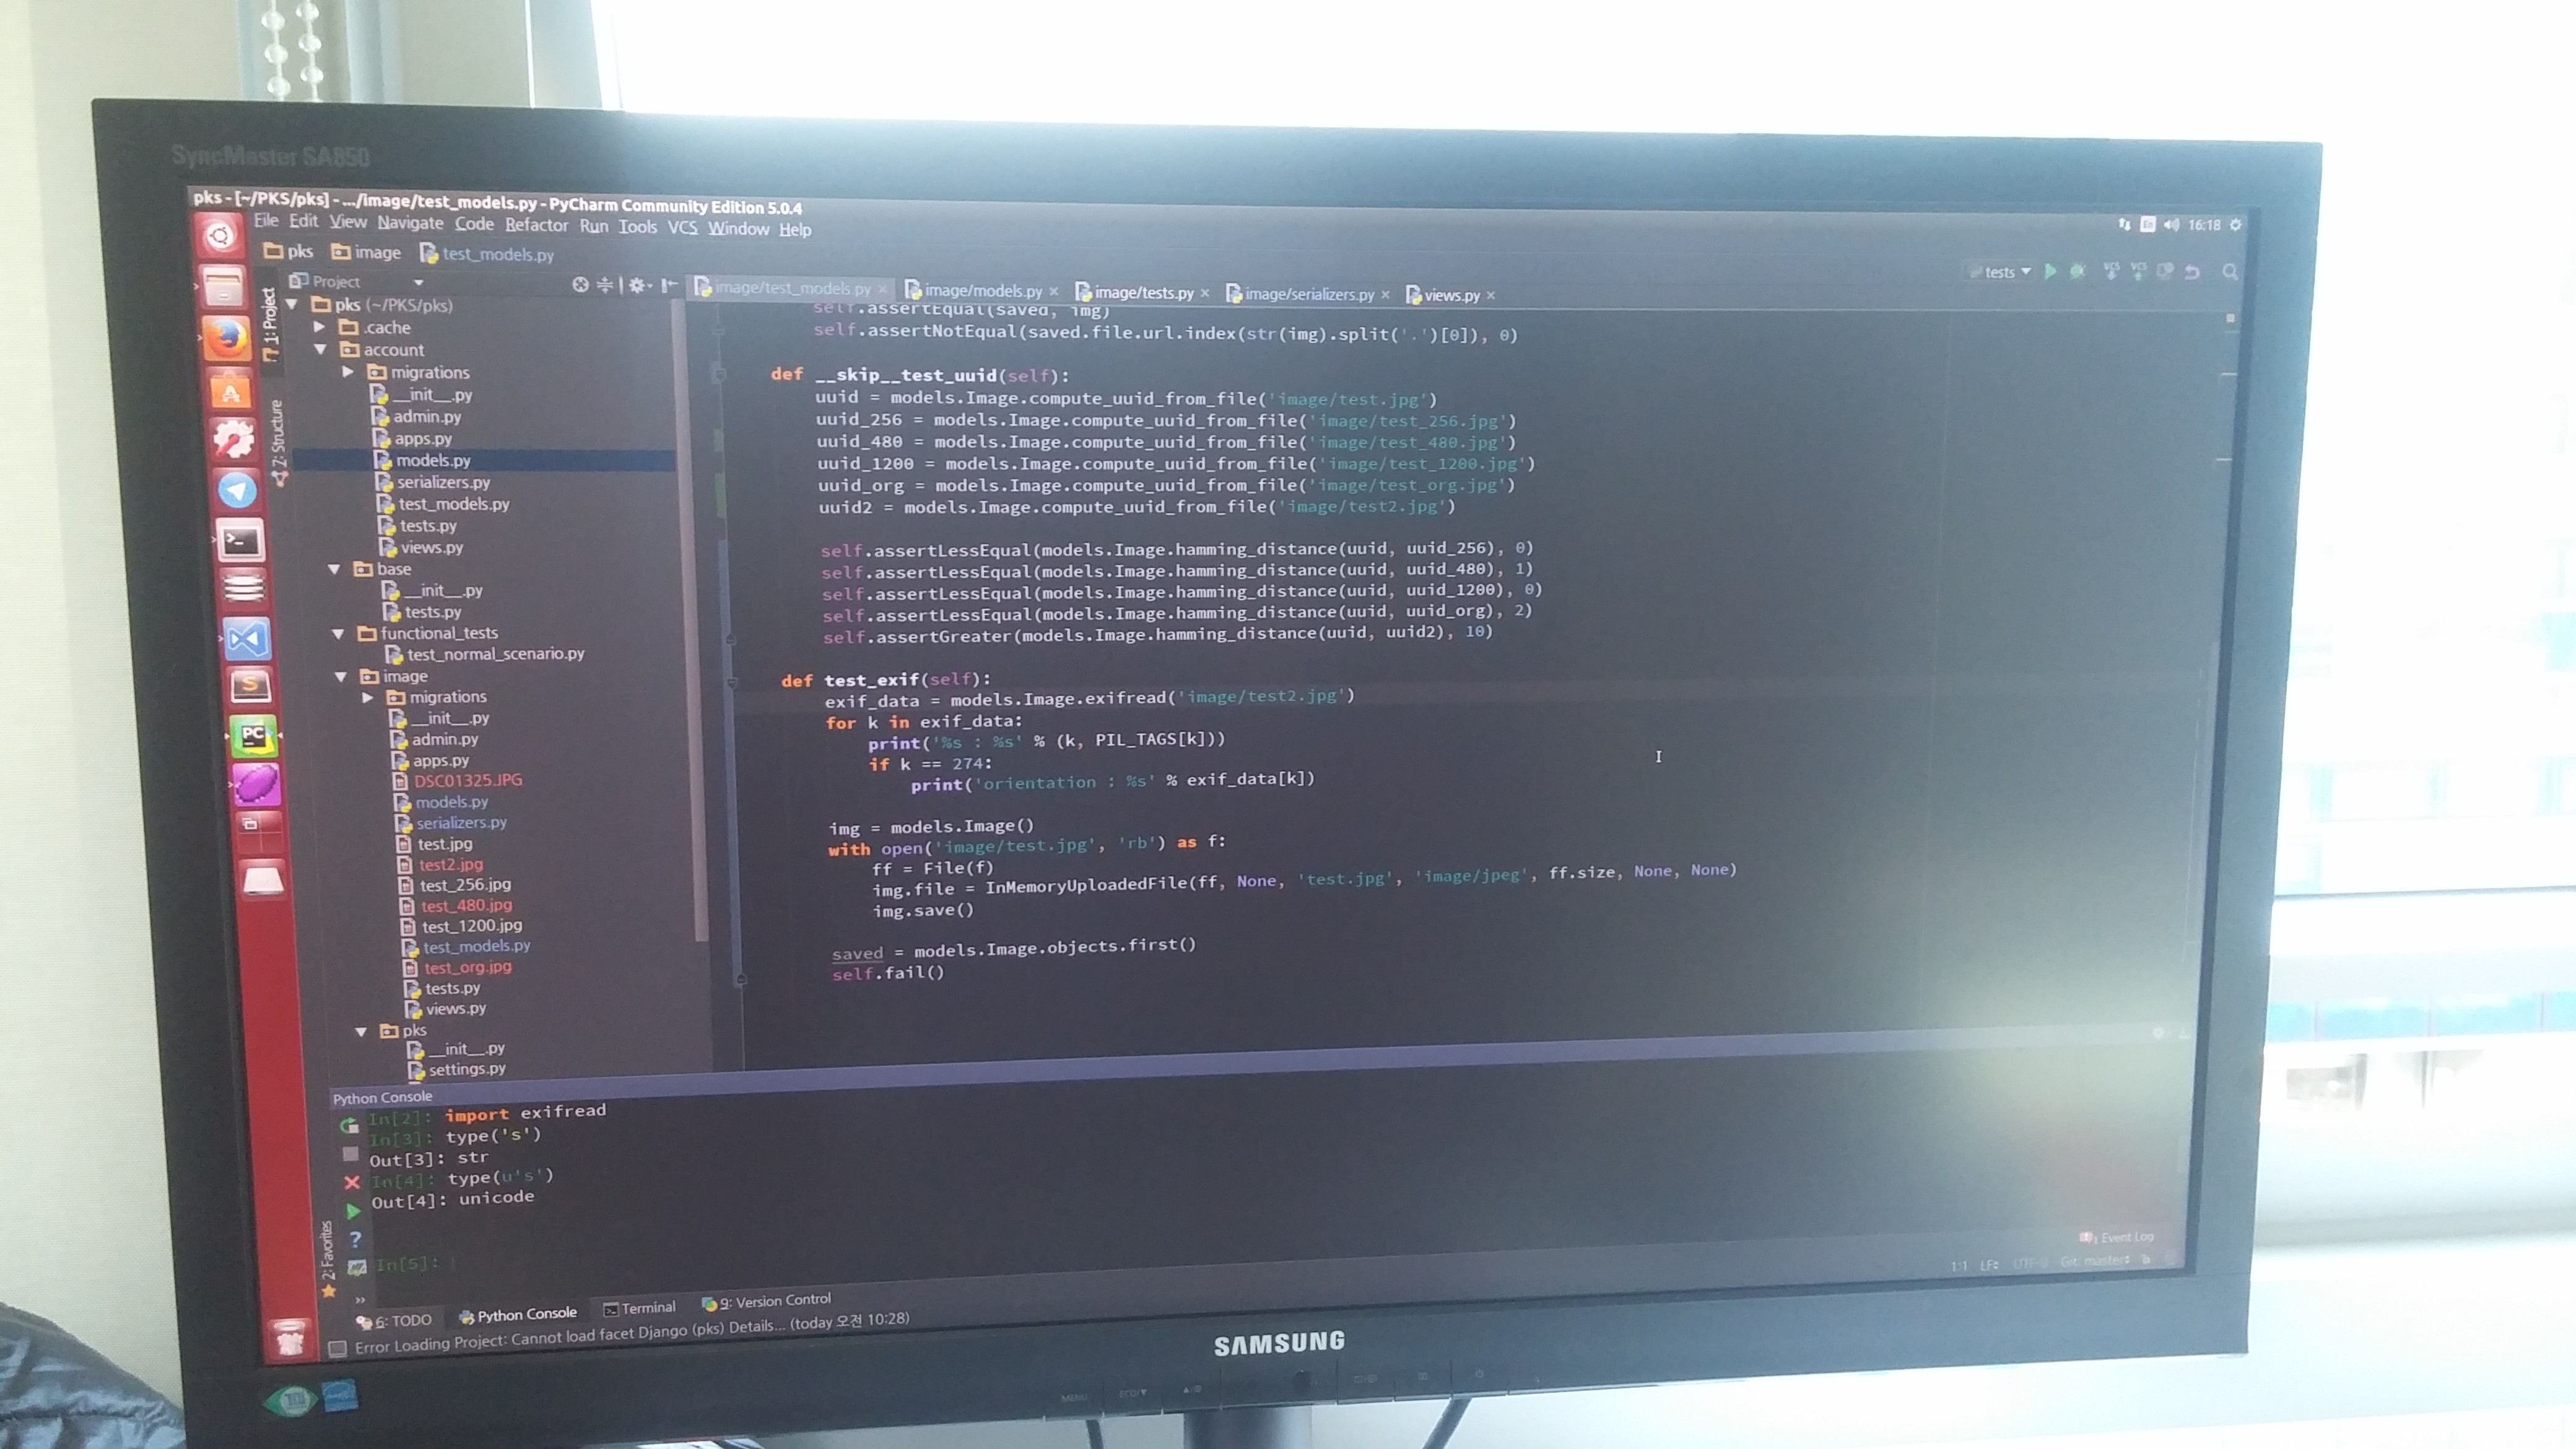 SyncMaster SA850
pks - [~/PKS/pks] - .../image/test_models.py - PyCharm Community Edition 5.0.4
File Edit View Navigate Code Refactor Run Tools VCS Window Help
16:18
pks image test_models.py
tests
Project
image/test_models.py image/models.py image/tests.py image/serializers.py views.py
1: Project
Z: Structure
2: Favorites
pks (~/PKS/pks)
.cache
account
migrations
__init__.py
admin.py
apps.py
models.py
serializers.py
test_models.py
tests.py
views.py
base
__init__.py
tests.py
functional_tests
test_normal_scenario.py
image
migrations
__init__.py
admin.py
apps.py
DSC01325.JPG
models.py
serializers.py
test.jpg
test2.jpg
test_256.jpg
test_480.jpg
test_1200.jpg
test_models.py
test_org.jpg
tests.py
views.py
pks
__init__.py
settings.py
self.assertEqual(saved, img)
self.assertNotEqual(saved.file.url.index(str(img).split('.')[0]), 0)
def __skip__test_uuid(self):
uuid = models.Image.compute_uuid_from_file('image/test.jpg')
uuid_256 = models.Image.compute_uuid_from_file('image/test_256.jpg')
uuid_480 = models.Image.compute_uuid_from_file('image/test_480.jpg')
uuid_1200 = models.Image.compute_uuid_from_file('image/test_1200.jpg')
uuid_org = models.Image.compute_uuid_from_file('image/test_org.jpg')
uuid2 = models.Image.compute_uuid_from_file('image/test2.jpg')
self.assertLessEqual(models.Image.hamming_distance(uuid, uuid_256), 0)
self.assertLessEqual(models.Image.hamming_distance(uuid, uuid_480), 1)
self.assertLessEqual(models.Image.hamming_distance(uuid, uuid_1200), 0)
self.assertLessEqual(models.Image.hamming_distance(uuid, uuid_org), 2)
self.assertGreater(models.Image.hamming_distance(uuid, uuid2), 10)
def test_exif(self):
exif_data = models.Image.exifread('image/test2.jpg')
for k in exif_data:
print('%s : %s' % (k, PIL_TAGS[k]))
if k == 274:
print('orientation : %s' % exif_data[k])
img = models.Image()
with open('image/test.jpg', 'rb') as f:
ff = File(f)
img.file = InMemoryUploadedFile(ff, None, 'test.jpg', 'image/jpeg', ff.size, None, None)
img.save()
saved = models.Image.objects.first()
self.fail()
Python Console
In[2]: import exifread
In[3]: type('s')
Out[3]: str
In[4]: type(u's')
Out[4]: unicode
In[5]:
Event Log
1:1 LF: UTF-8 Git: master
6: TODO Python Console Terminal 9: Version Control
Error Loading Project: Cannot load facet Django (pks) Details... (today 오전 10:28)
SAMSUNG
MENU